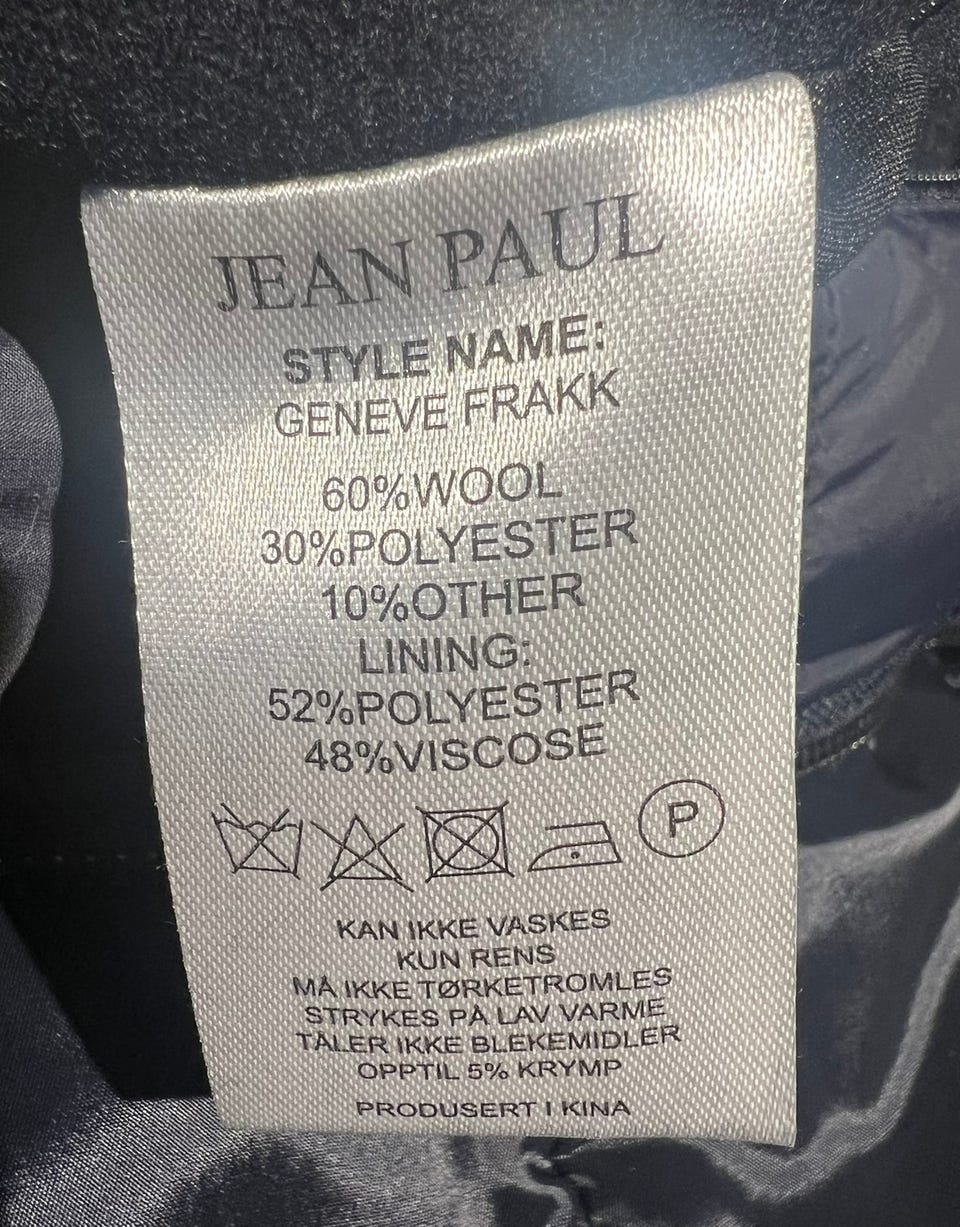 JEAN PAUL
STYLE NAME:
GENEVE FRAKK
60%WOOL
30%POLYESTER
10%OTHER
LINING:
52%POLYESTER
48%VISCOSE
P
KAN IKKE VASKES
KUN RENS
MÅ IKKE TØRKETROMLES
STRYKES PÅ LAV VARME
TÅLER IKKE BLEKEMIDLER
OPPTIL 5% KRYMP
PRODUSERT I KINA